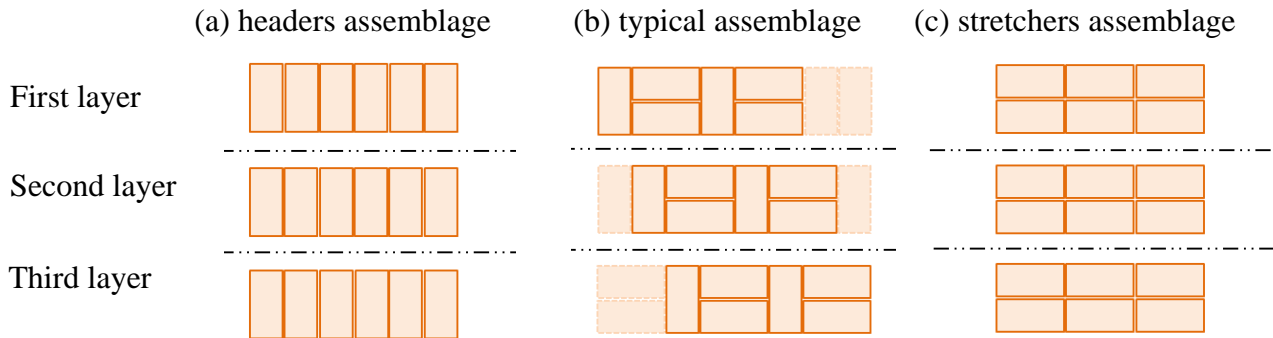 (a) headers assemblage
(b) typical assemblage
(c) stretchers assemblage
First layer
Second layer
Third layer